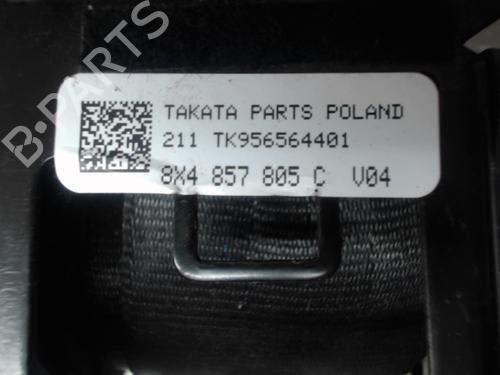 TAKATA PARTS POLAND
211 TK956564401
8X4 857 805 C V04
B-PARTS